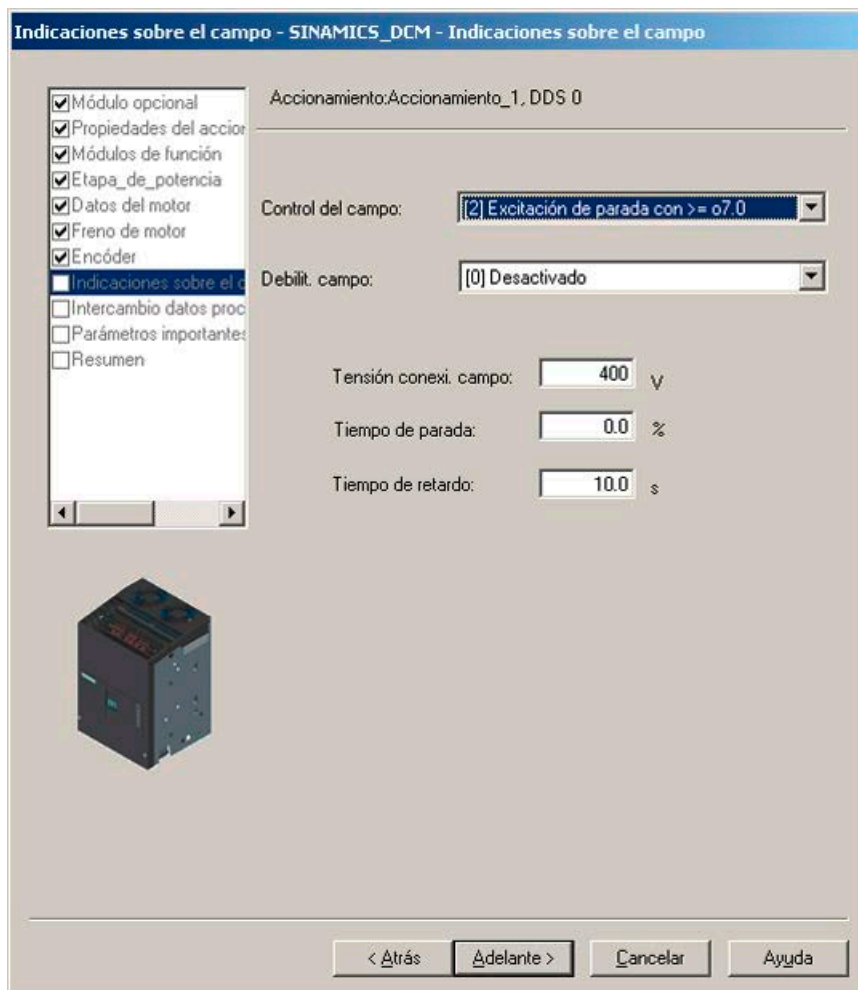 Indicaciones sobre el campo - SINAMICS_DCM - Indicaciones sobre el campo
Módulo opcional
Propiedades del accior
Módulos de función
Etapa_de_potencia
Datos del motor
Freno de motor
Encóder
Indicaciones sobre el c
Intercambio datos proc
Parámetros importantes
Resumen
Accionamiento:Accionamiento_1, DDS 0
Control del campo: [2] Excitación de parada con >= o7.0
Debilit. campo: [0] Desactivado
Tensión conexi. campo: 400 V
Tiempo de parada: 0.0 %
Tiempo de retardo: 10.0 s
< Atrás Adelante > Cancelar Ayuda